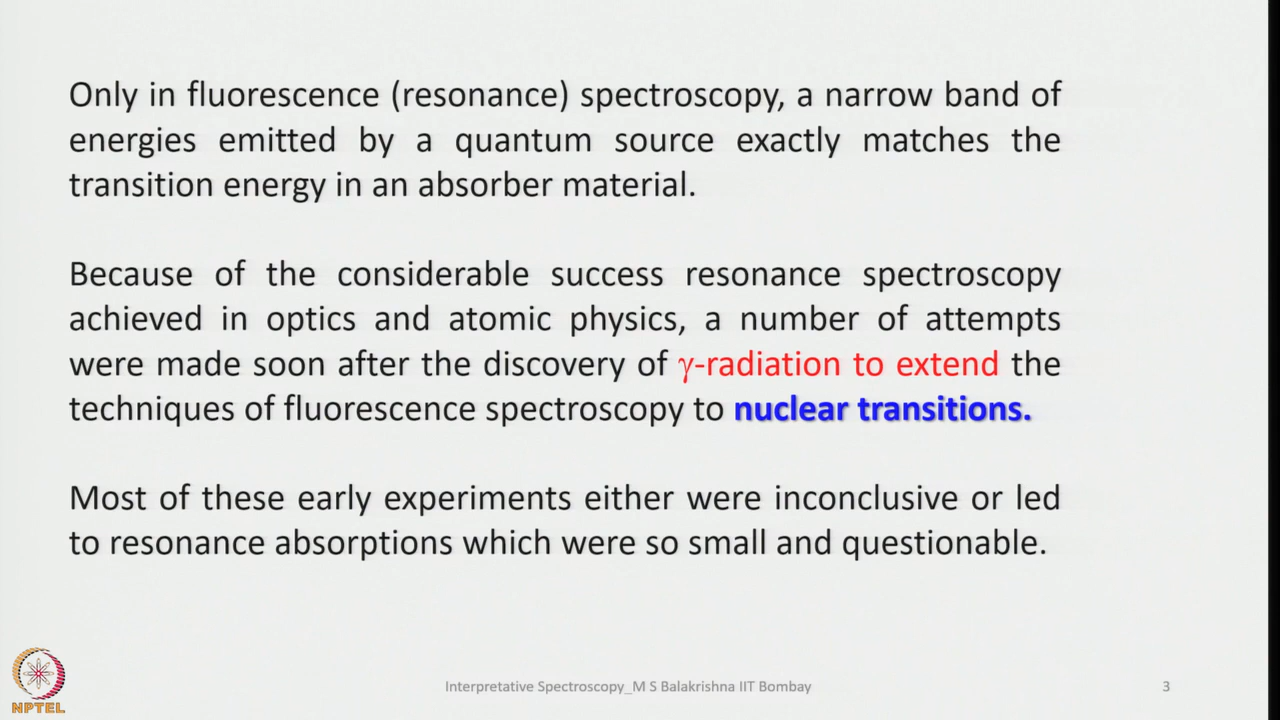 Only in fluorescence (resonance) spectroscopy, a narrow band of
energies emitted by a quantum source exactly matches the
transition energy in an absorber material.
Because of the considerable success resonance spectroscopy
achieved in optics and atomic physics, a number of attempts
were made soon after the discovery of γ-radiation to extend the
techniques of fluorescence spectroscopy to nuclear transitions.
Most of these early experiments either were inconclusive or led
to resonance absorptions which were so small and questionable.
NPTEL
Interpretative Spectroscopy_M S Balakrishna IIT Bombay
3